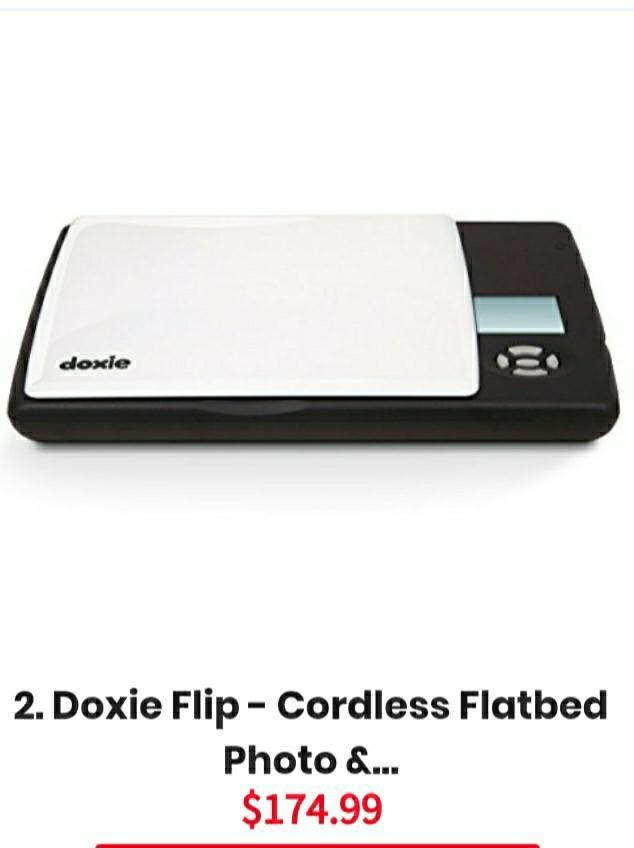 doxie
2. Doxie Flip – Cordless Flatbed
Photo &...
$174.99